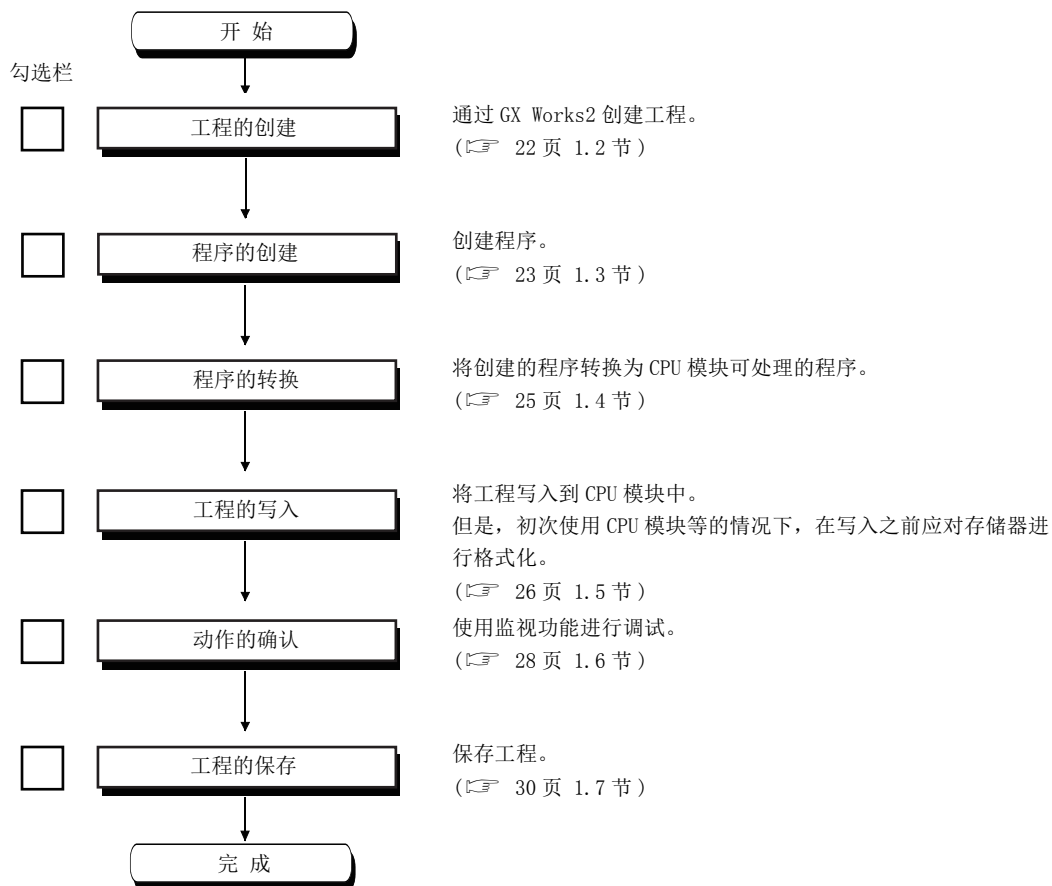 开 始
勾选栏
工程的创建
通过 GX Works2 创建工程。
(☞ 22 页 1.2 节)
程序的创建
创建程序。
(☞ 23 页 1.3 节)
程序的转换
将创建的程序转换为 CPU 模块可处理的程序。
(☞ 25 页 1.4 节)
工程的写入
将工程写入到 CPU 模块中。
但是，初次使用 CPU 模块等的情况下，在写入之前应对存储器进
行格式化。
(☞ 26 页 1.5 节)
动作的确认
使用监视功能进行调试。
(☞ 28 页 1.6 节)
工程的保存
保存工程。
(☞ 30 页 1.7 节)
完 成